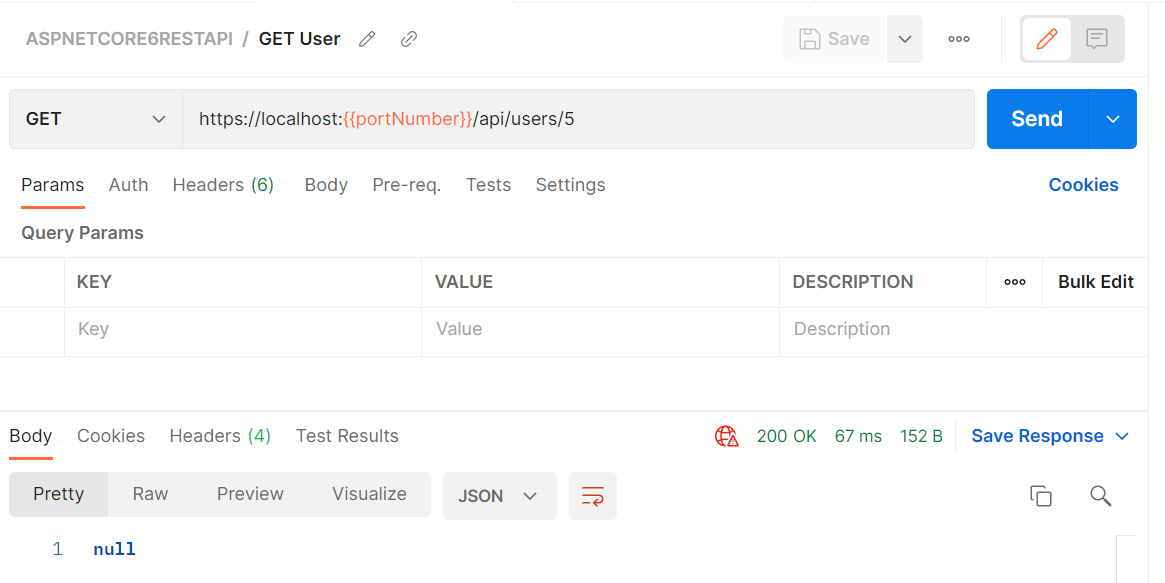 ASPNETCORE6RESTAPI / GET User Save
GET https://localhost:{{portNumber}}/api/users/5 Send
Params Auth Headers (6) Body Pre-req. Tests Settings Cookies
Query Params
KEY VALUE DESCRIPTION Bulk Edit
Key Value Description
Body Cookies Headers (4) Test Results 200 OK 67 ms 152 B Save Response
Pretty Raw Preview Visualize JSON
1 null